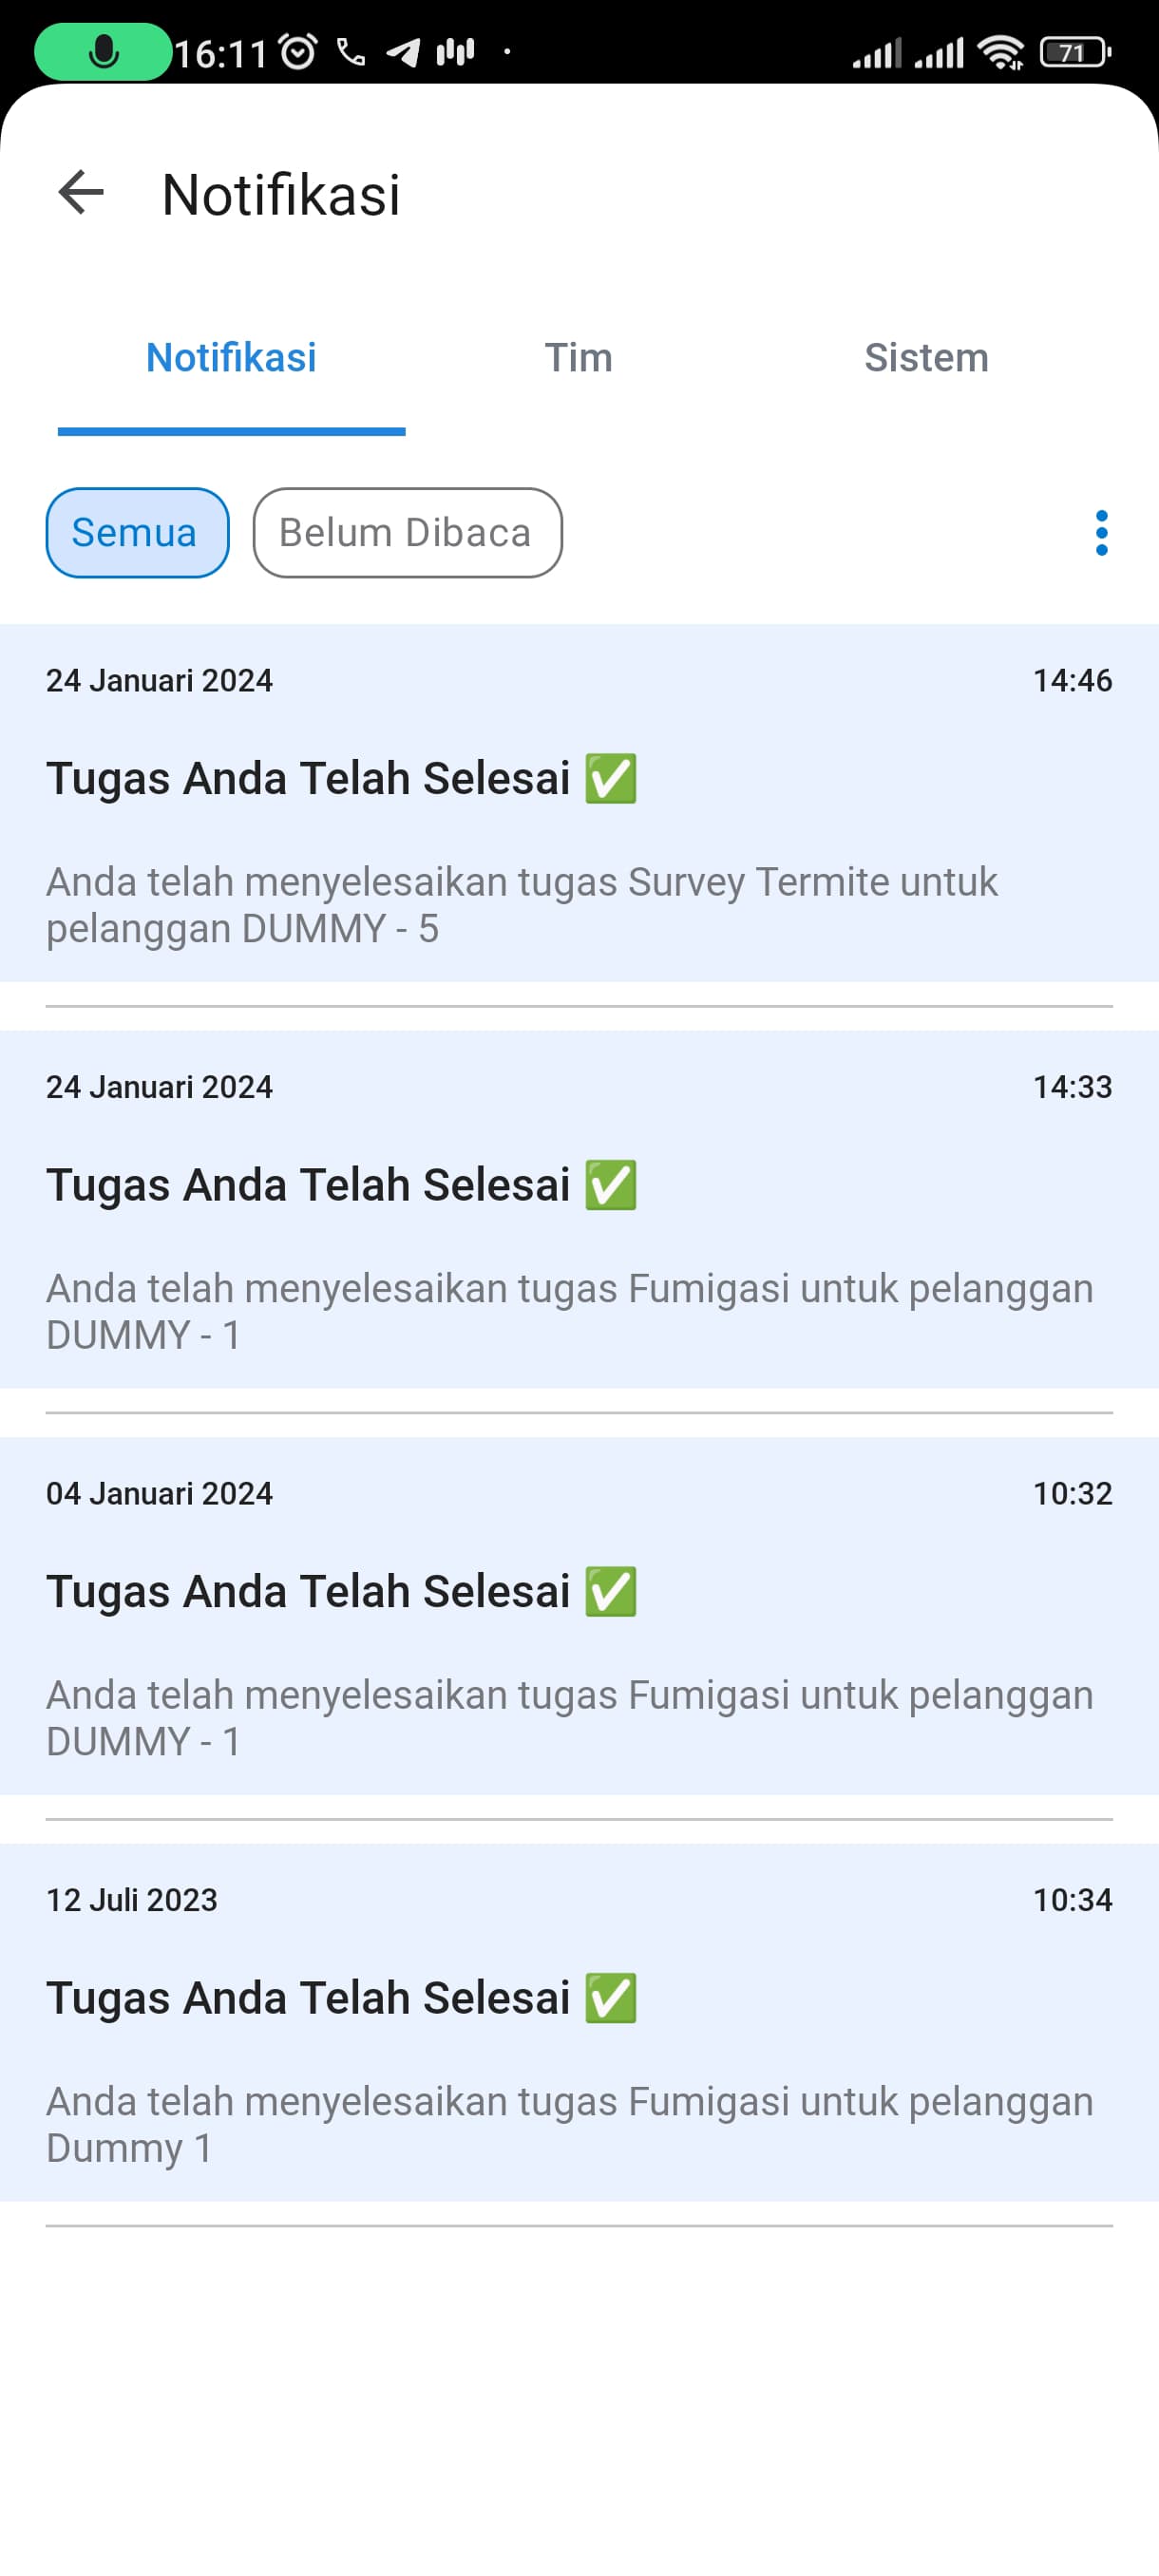 16:11
71
Notifikasi
Notifikasi Tim Sistem
Semua Belum Dibaca
24 Januari 2024 14:46
Tugas Anda Telah Selesai ✅
Anda telah menyelesaikan tugas Survey Termite untuk
pelanggan DUMMY - 5
24 Januari 2024 14:33
Tugas Anda Telah Selesai ✅
Anda telah menyelesaikan tugas Fumigasi untuk pelanggan
DUMMY - 1
04 Januari 2024 10:32
Tugas Anda Telah Selesai ✅
Anda telah menyelesaikan tugas Fumigasi untuk pelanggan
DUMMY - 1
12 Juli 2023 10:34
Tugas Anda Telah Selesai ✅
Anda telah menyelesaikan tugas Fumigasi untuk pelanggan
Dummy 1